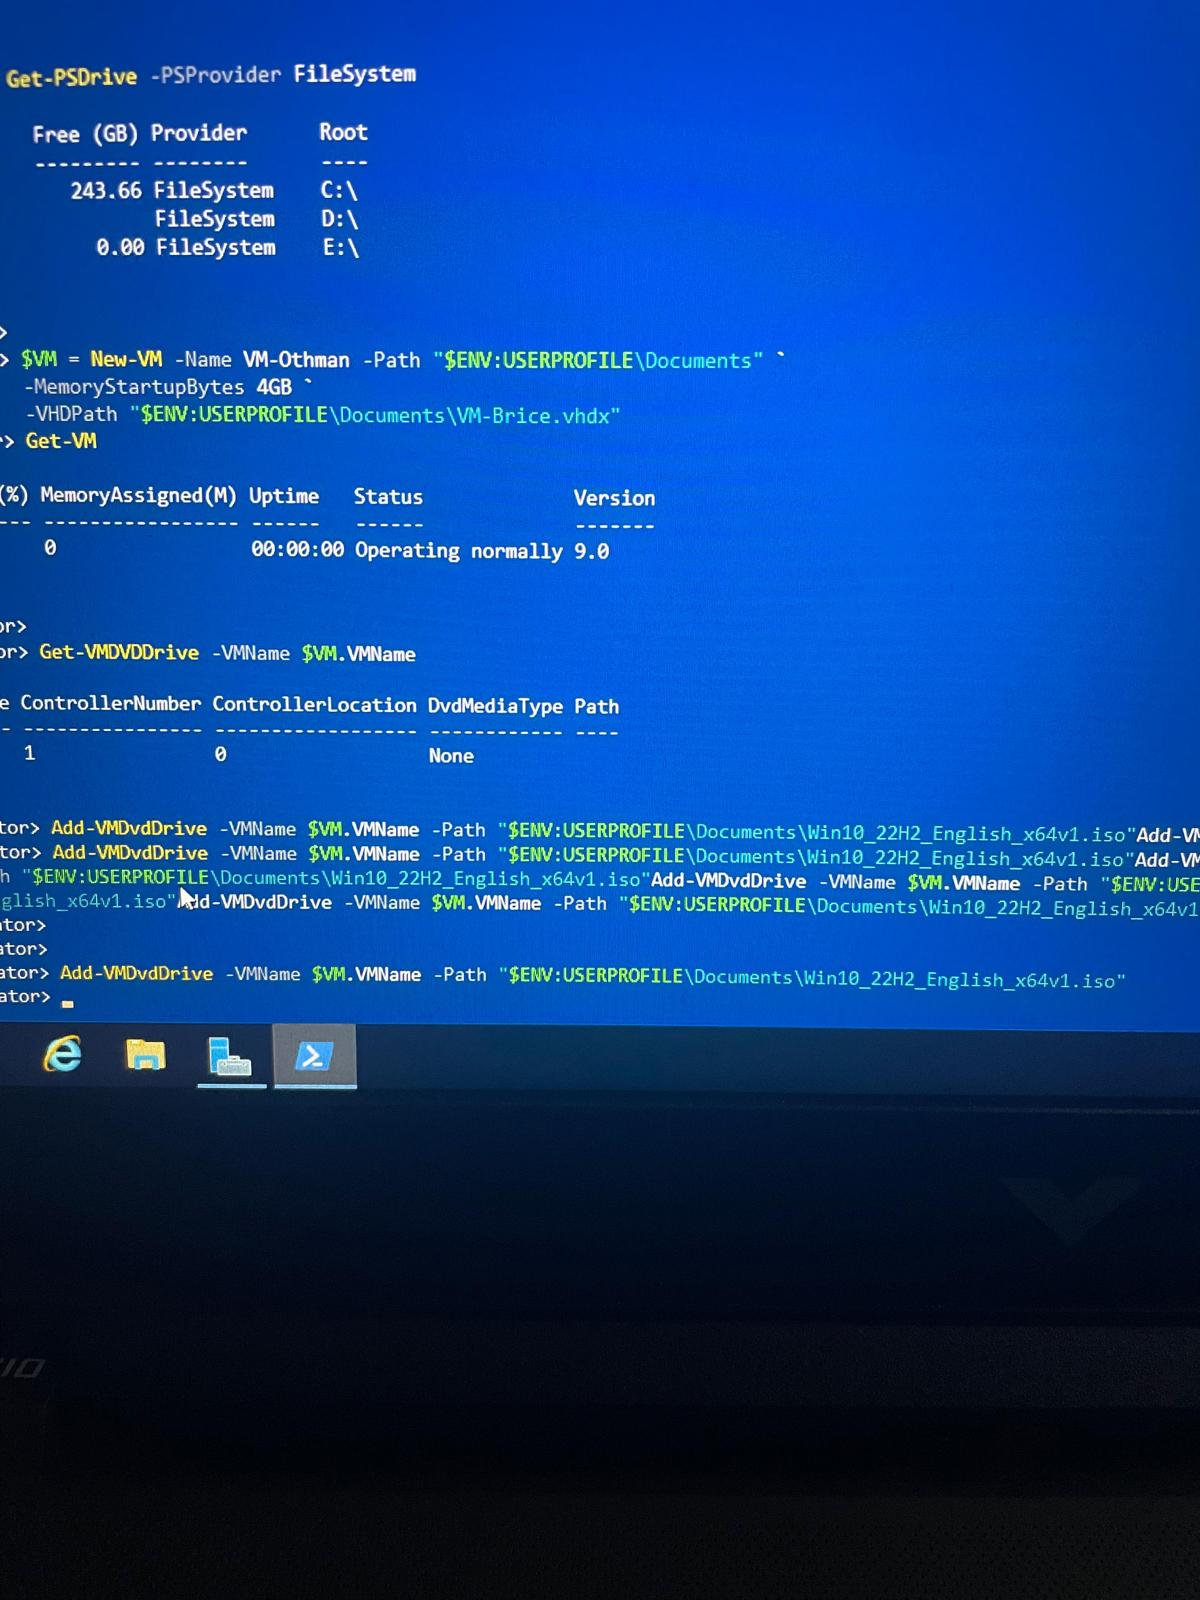 Get-PSDrive -PSProvider FileSystem
Free (GB) Provider Root
--------- -------- ----
243.66 FileSystem C:\
FileSystem D:\
0.00 FileSystem E:\
>
> $VM = New-VM -Name VM-Othman -Path "$ENV:USERPROFILE\Documents" `
-MemoryStartupBytes 4GB `
-VHDPath "$ENV:USERPROFILE\Documents\VM-Brice.vhdx"
> Get-VM
(%) MemoryAssigned(M) Uptime Status Version
--- ----------------- ------ ------ -------
0 00:00:00 Operating normally 9.0
or>
or> Get-VMDVDDrive -VMName $VM.VMName
e ControllerNumber ControllerLocation DvdMediaType Path
- ---------------- ------------------ ------------ ----
1 0 None
tor> Add-VMDvdDrive -VMName $VM.VMName -Path "$ENV:USERPROFILE\Documents\Win10_22H2_English_x64v1.iso"Add-VM
tor> Add-VMDvdDrive -VMName $VM.VMName -Path "$ENV:USERPROFILE\Documents\Win10_22H2_English_x64v1.iso"Add-VM
h "$ENV:USERPROFILE\Documents\Win10_22H2_English_x64v1.iso"Add-VMDvdDrive -VMName $VM.VMName -Path "$ENV:USE
glish_x64v1.iso"Add-VMDvdDrive -VMName $VM.VMName -Path "$ENV:USERPROFILE\Documents\Win10_22H2_English_x64v1
ator>
ator>
ator> Add-VMDvdDrive -VMName $VM.VMName -Path "$ENV:USERPROFILE\Documents\Win10_22H2_English_x64v1.iso"
ator>